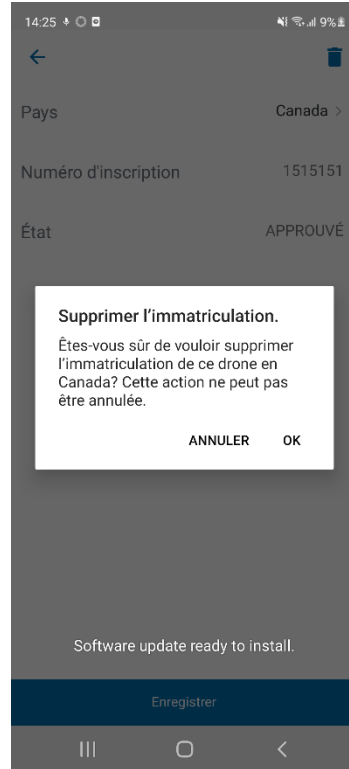 14:25 9%
Pays Canada >
Numéro d'inscription 1515151
État APPROUVÉ
Supprimer l'immatriculation.
Êtes-vous sûr de vouloir supprimer
l'immatriculation de ce drone en
Canada? Cette action ne peut pas
être annulée.
ANNULER OK
Software update ready to install.
Enregistrer